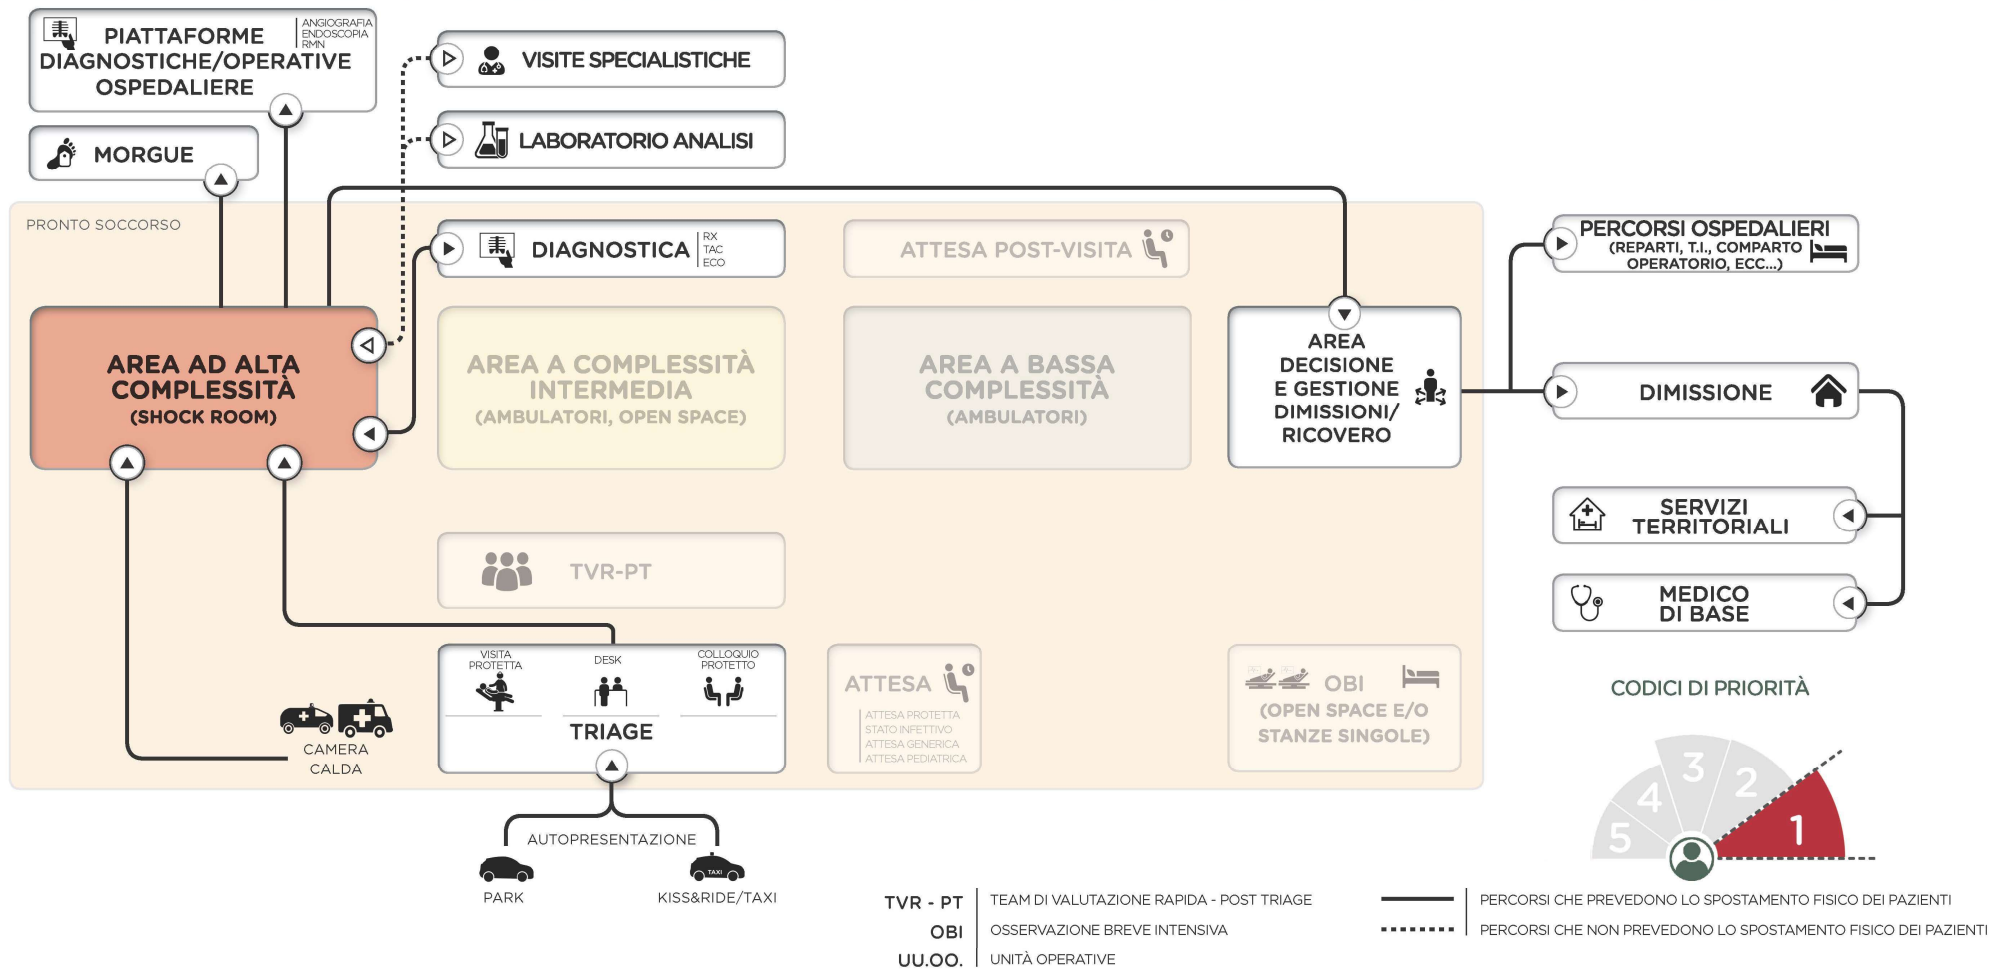 PIATTAFORME
DIAGNOSTICHE/OPERATIVE
OSPEDALIERE
ANGIOGRAFIA
ENDOSCOPIA
RMN
MORGUE
VISITE SPECIALISTICHE
LABORATORIO ANALISI
PRONTO SOCCORSO
DIAGNOSTICA
RX
TAC
ECO
ATTESA POST-VISITA
PERCORSI OSPEDALIERI
(REPARTI, T.I., COMPARTO
OPERATORIO, ECC...)
AREA AD ALTA
COMPLESSITÀ
(SHOCK ROOM)
AREA A COMPLESSITÀ
INTERMEDIA
(AMBULATORI, OPEN SPACE)
AREA A BASSA
COMPLESSITÀ
(AMBULATORI)
AREA
DECISIONE
E GESTIONE
DIMISSIONI/
RICOVERO
DIMISSIONE
SERVIZI
TERRITORIALI
MEDICO
DI BASE
TVR-PT
VISITA
PROTETTA
DESK
COLLOQUIO
PROTETTO
TRIAGE
ATTESA
ATTESA PROTETTA
STATO INFETTIVO
ATTESA GENERICA
ATTESA PEDIATRICA
OBI
(OPEN SPACE E/O
STANZE SINGOLE)
CAMERA
CALDA
AUTOPRESENTAZIONE
PARK
TAXI
KISS&RIDE/TAXI
CODICI DI PRIORITÀ
5
4
3
2
1
TVR - PT TEAM DI VALUTAZIONE RAPIDA - POST TRIAGE
OBI OSSERVAZIONE BREVE INTENSIVA
UU.OO. UNITÀ OPERATIVE
PERCORSI CHE PREVEDONO LO SPOSTAMENTO FISICO DEI PAZIENTI
PERCORSI CHE NON PREVEDONO LO SPOSTAMENTO FISICO DEI PAZIENTI